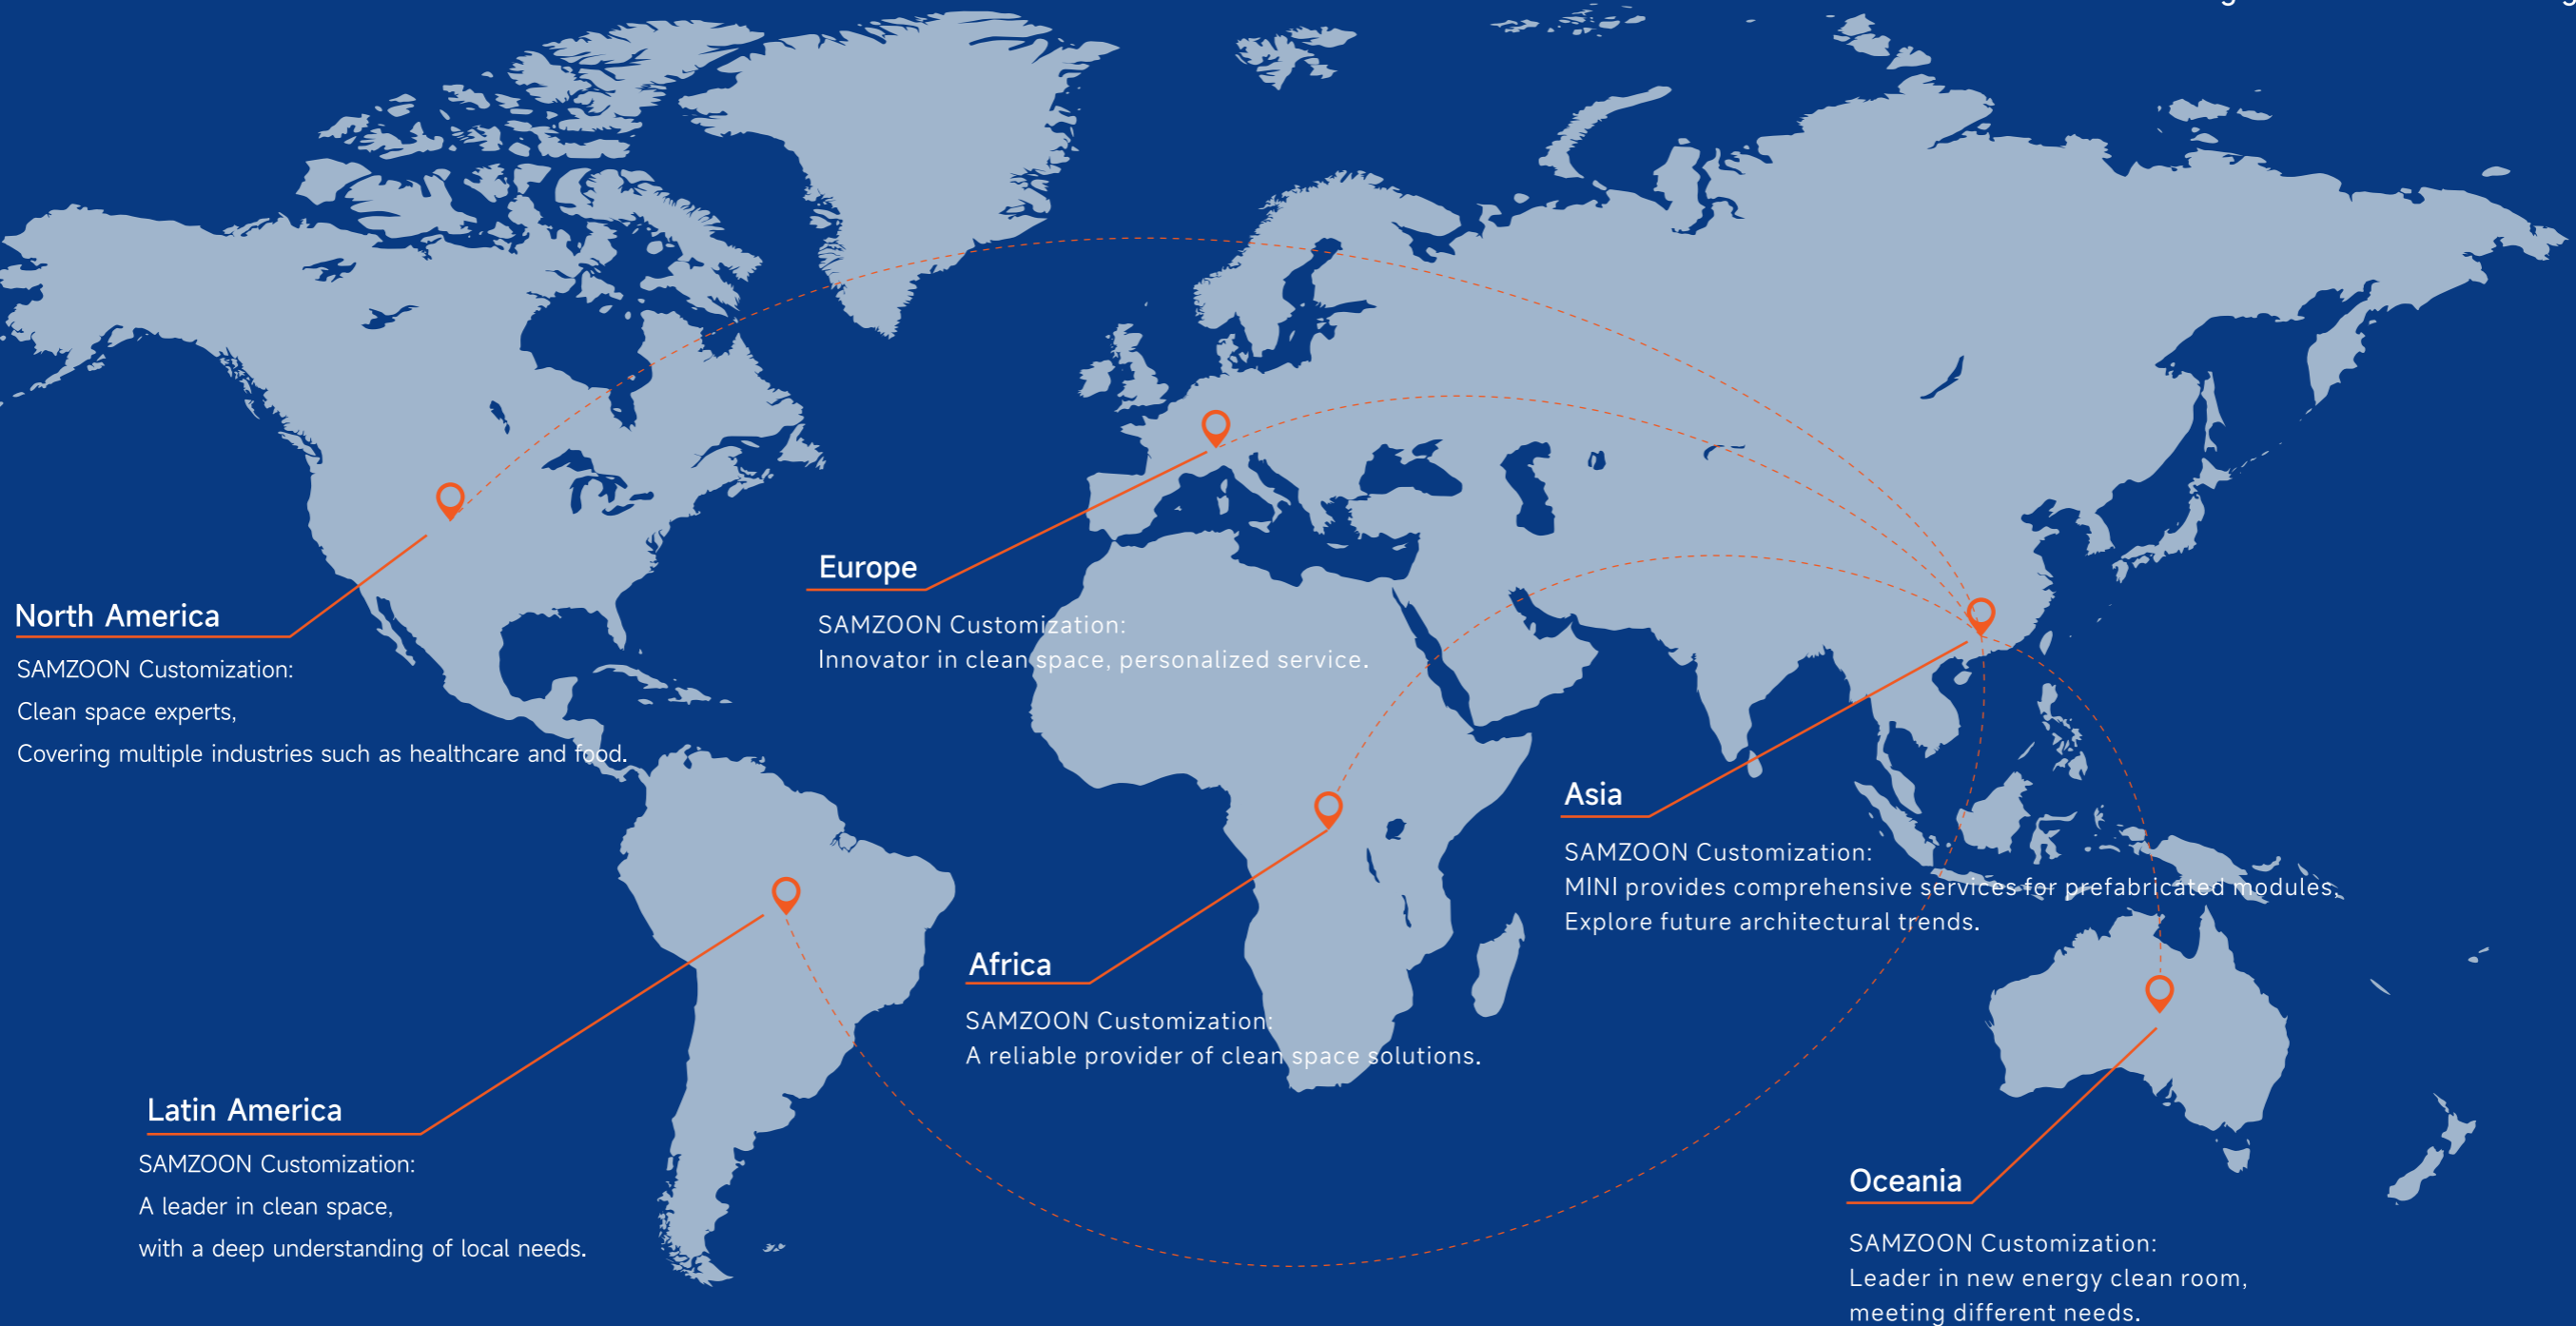 North America
SAMZOON Customization:
Clean space experts,
Covering multiple industries such as healthcare and food.
Europe
SAMZOON Customization:
Innovator in clean space, personalized service.
Asia
SAMZOON Customization:
MINI provides comprehensive services for prefabricated modules,
Explore future architectural trends.
Africa
SAMZOON Customization:
A reliable provider of clean space solutions.
Latin America
SAMZOON Customization:
A leader in clean space,
with a deep understanding of local needs.
Oceania
SAMZOON Customization:
Leader in new energy clean room,
meeting different needs.